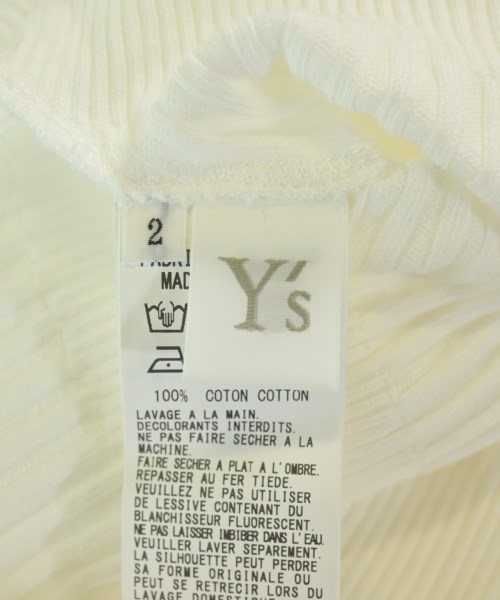 2
MAD
Y's
100% COTON COTTON
LAVAGE A LA MAIN.
DECOLORANTS INTERDITS.
NE PAS FAIRE SECHER A LA
MACHINE.
FAIRE SECHER A PLAT A L'OMBRE.
REPASSER AU FER TIEDE.
VEUILLEZ NE PAS UTILISER
DE LESSIVE CONTENANT DU
BLANCHISSEUR FLUORESCENT.
NE PAS LAISSER IMBIBER DANS L'EAU.
VEUILLER LAVER SEPAREMENT.
LA SILHOUETTE PEUT PERDRE
SA FORME ORIGINALE OU
PEUT SE RETRECIR LORS DU
LAVAGE DOMESTIQUE